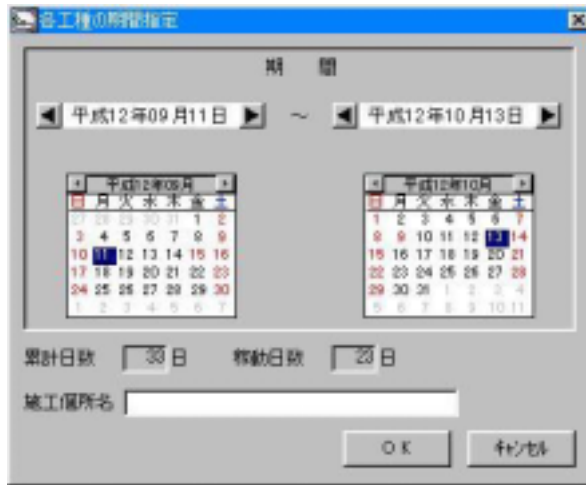 各工種の期間指定
期　間
平成12年09月11日 ～ 平成12年10月13日
平成12年09月
日 月 火 水 木 金 土
27 28 29 30 31 1 2
3 4 5 6 7 8 9
10 11 12 13 14 15 16
17 18 19 20 21 22 23
24 25 26 27 28 29 30
1 2 3 4 5 6 7
平成12年10月
日 月 火 水 木 金 土
1 2 3 4 5 6 7
8 9 10 11 12 13 14
15 16 17 18 19 20 21
22 23 24 25 26 27 28
29 30 31 1 2 3 4
5 6 7 8 9 10 11
累計日数 33 日 稼動日数 23 日
施工個所名
OK キャンセル